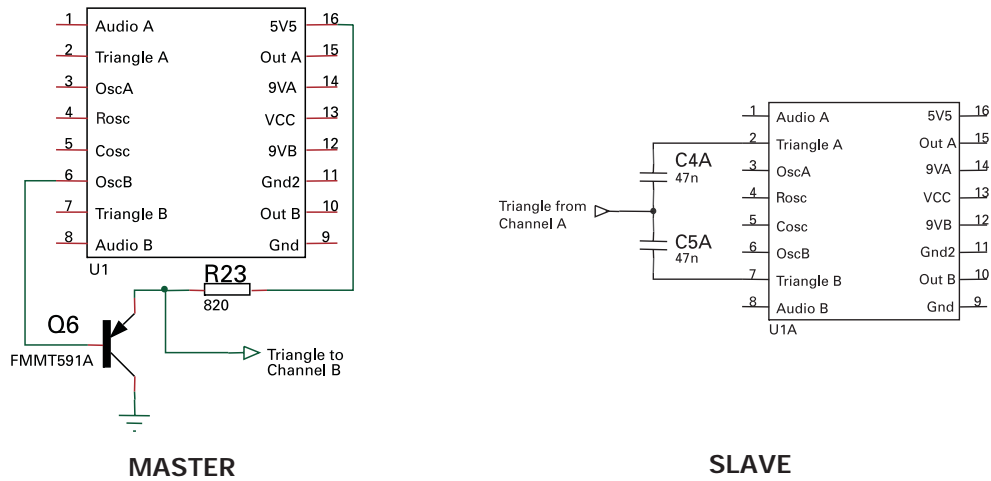 1 Audio A 5V5 16
2 Triangle A Out A 15
3 OscA 9VA 14
4 Rosc VCC 13
5 Cosc 9VB 12
6 OscB Gnd2 11
7 Triangle B Out B 10
8 Audio B Gnd 9
U1
R23
820
Q6
FMMT591A
Triangle to
Channel B
MASTER
1 Audio A 5V5 16
2 Triangle A Out A 15
3 OscA 9VA 14
4 Rosc VCC 13
5 Cosc 9VB 12
6 OscB Gnd2 11
7 Triangle B Out B 10
8 Audio B Gnd 9
U1A
C4A
47n
Triangle from
Channel A
C5A
47n
SLAVE